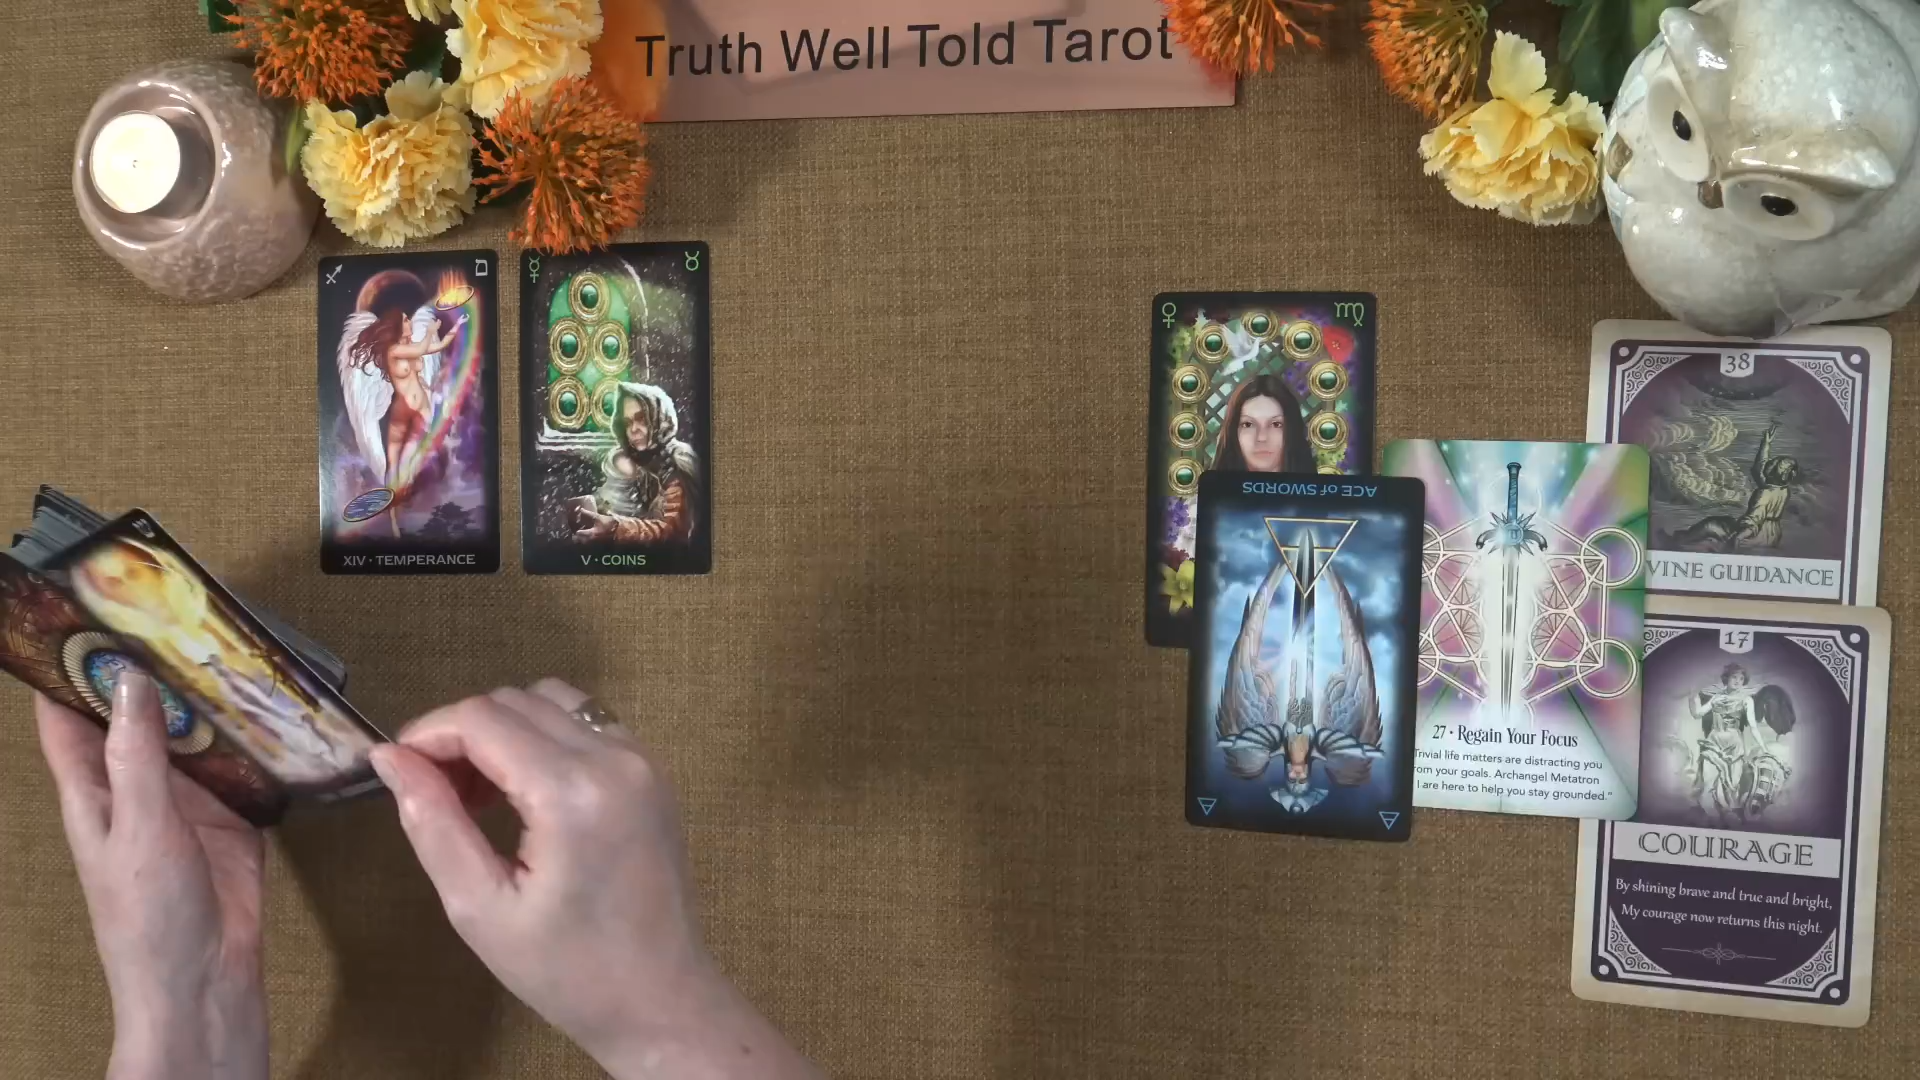 Truth Well Told Tarot
XIV · TEMPERANCE
V · COINS
ACE of SWORDS
27 · Regain Your Focus
Trivial life matters are distracting you
from your goals. Archangel Metatron
I are here to help you stay grounded."
38
VINE GUIDANCE
17
COURAGE
By shining brave and true and bright,
My courage now returns this night.